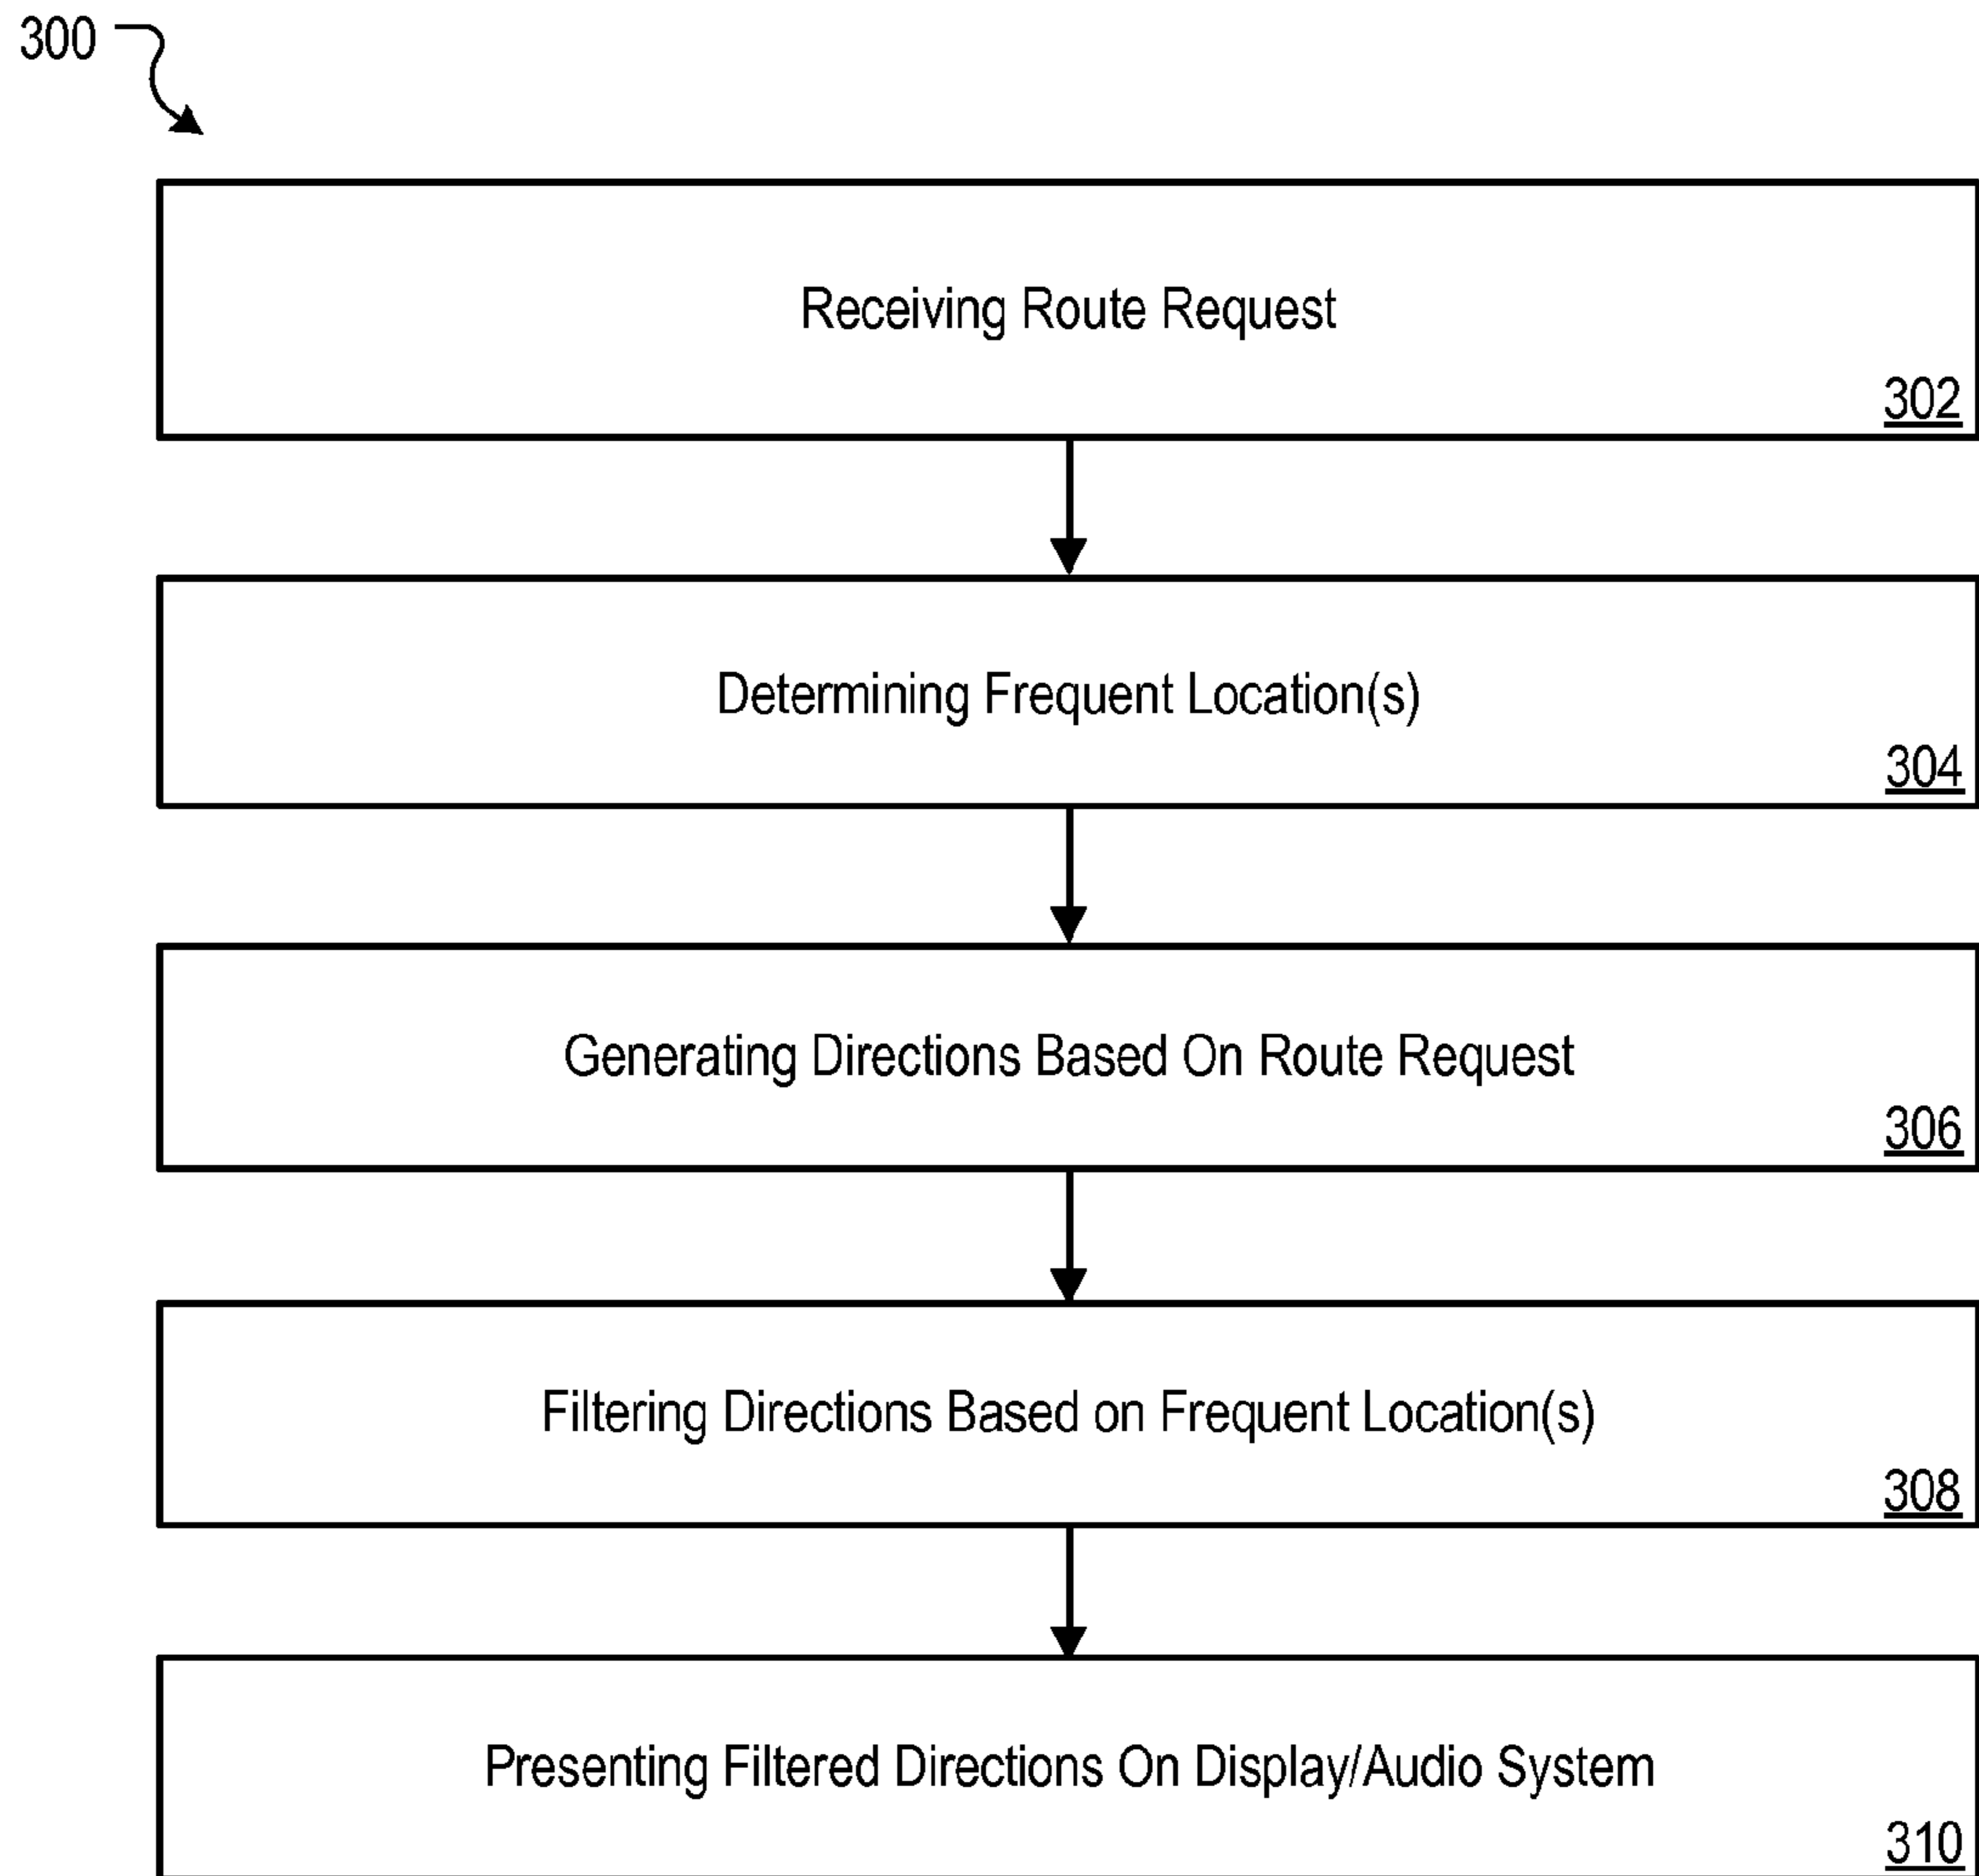 300
Receiving Route Request
302
Determining Frequent Location(s)
304
Generating Directions Based On Route Request
306
Filtering Directions Based on Frequent Location(s)
308
Presenting Filtered Directions On Display/Audio System
310